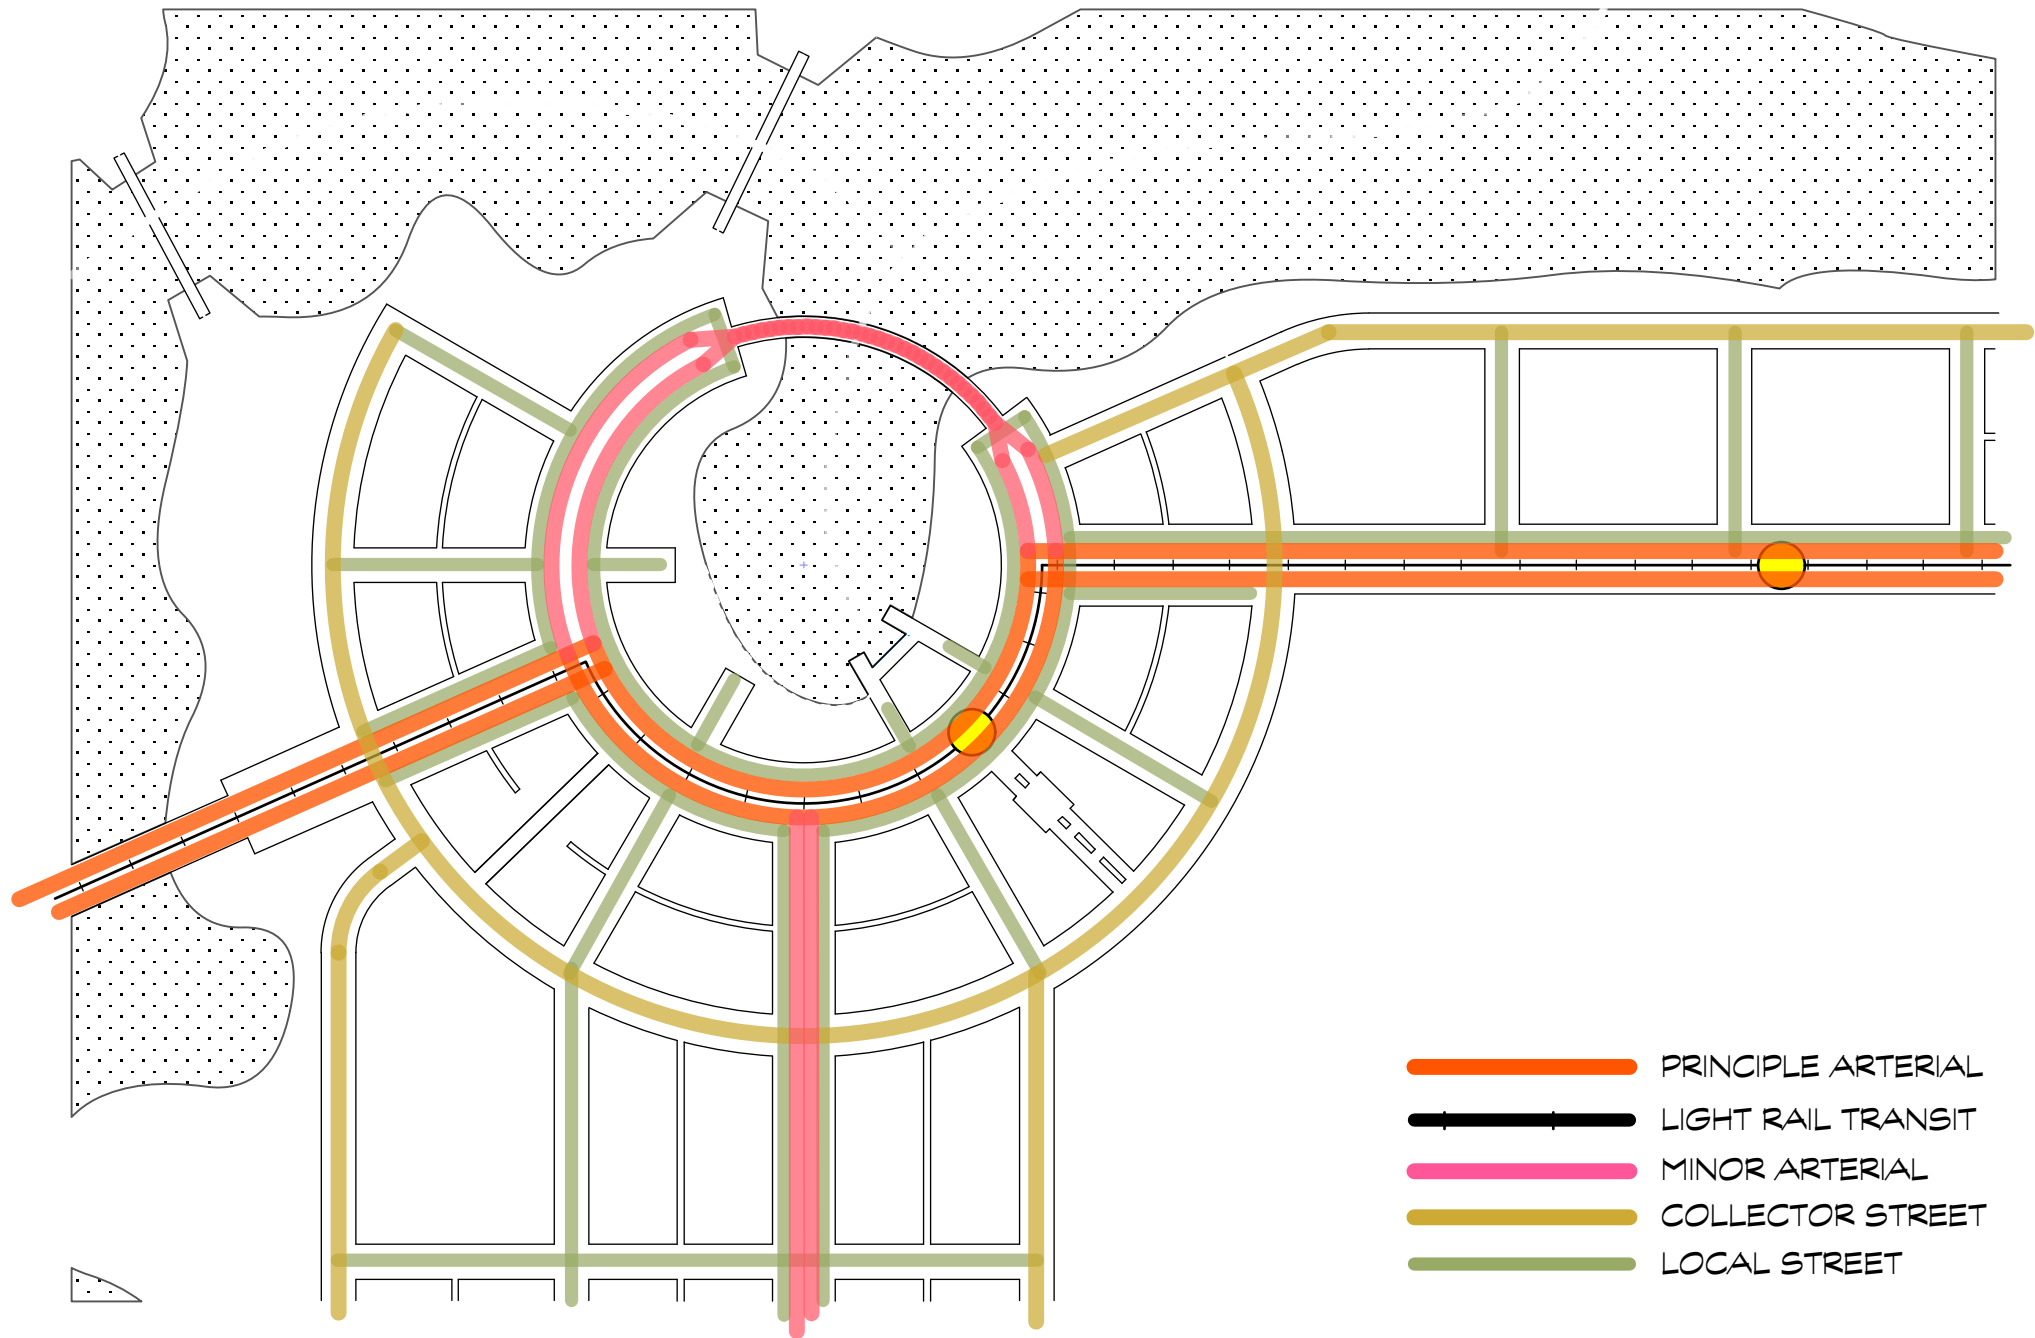 PRINCIPLE ARTERIAL
LIGHT RAIL TRANSIT
MINOR ARTERIAL
COLLECTOR STREET
LOCAL STREET